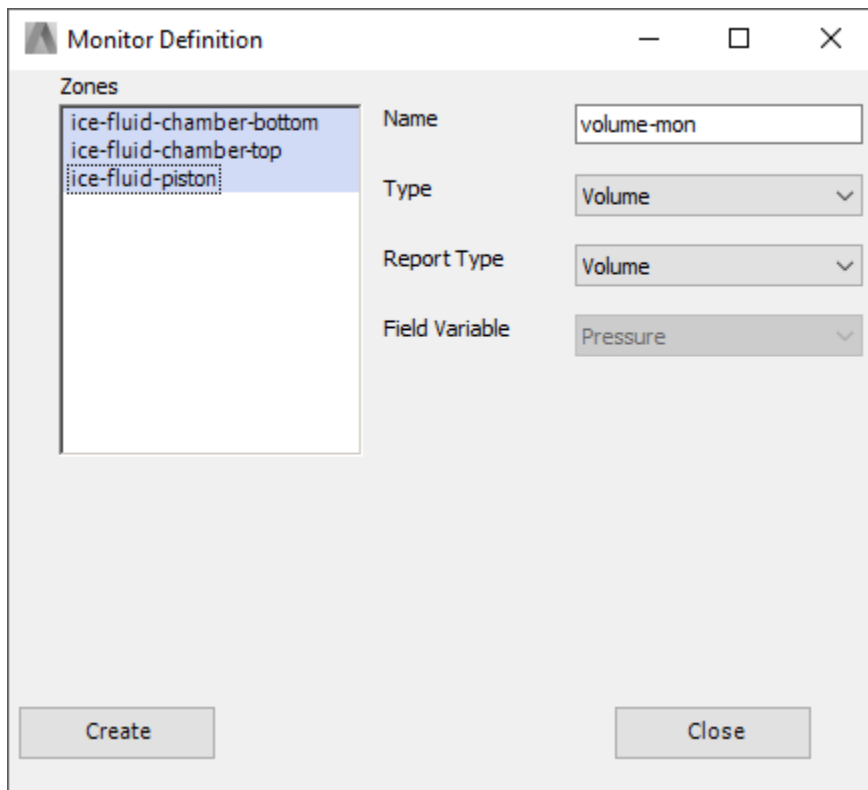 Monitor Definition
Zones
ice-fluid-chamber-bottom
ice-fluid-chamber-top
ice-fluid-piston
Name
volume-mon
Type
Volume
Report Type
Volume
Field Variable
Pressure
Create
Close